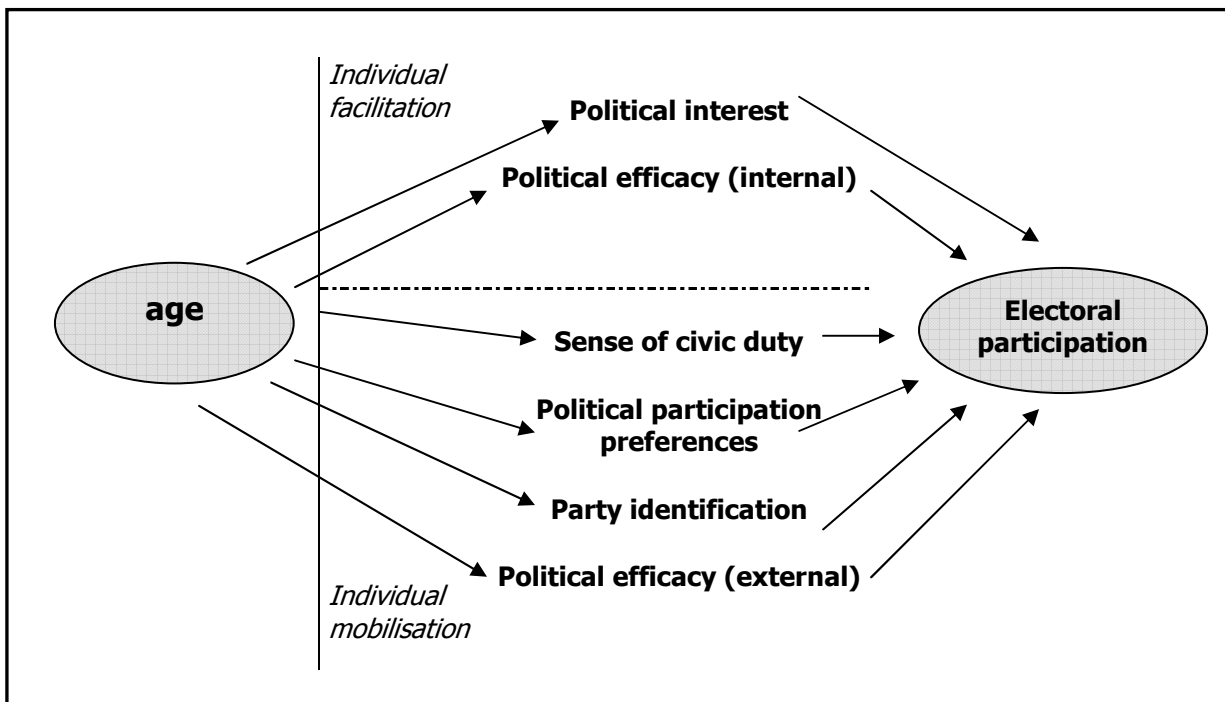 Individual
facilitation
Political interest
Political efficacy (internal)
age
Electoral
participation
Sense of civic duty
Political participation
preferences
Party identification
Political efficacy (external)
Individual
mobilisation